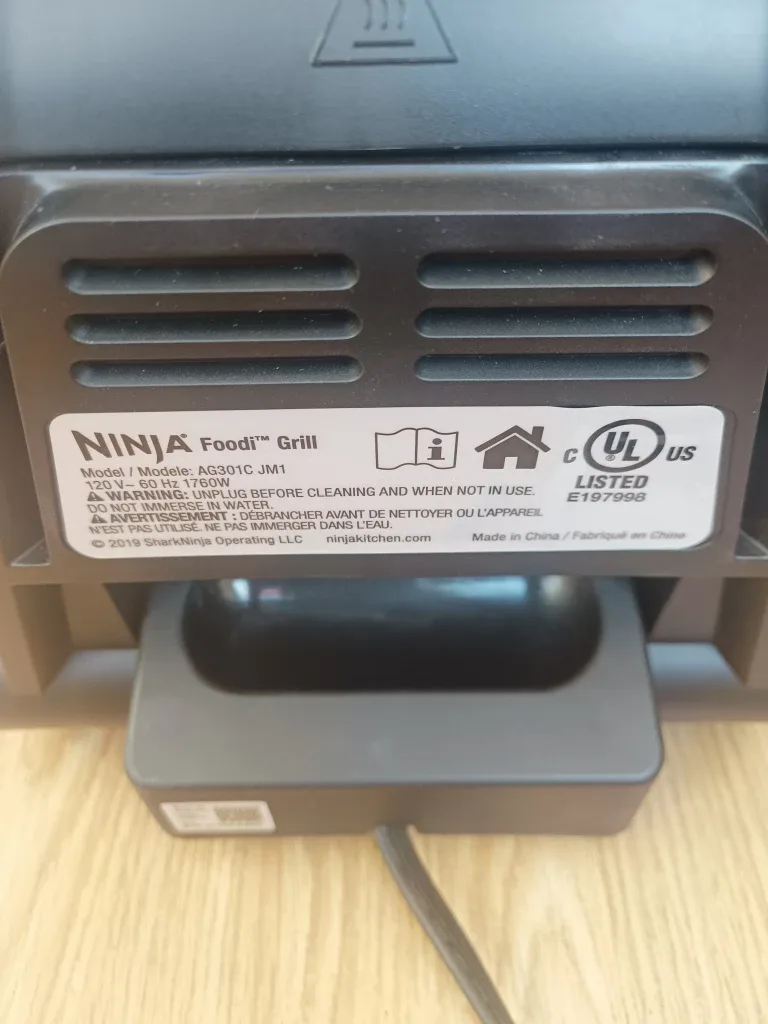 NINJA Foodi™ Grill
Model / Modele: AG301C JM1
120 V~ 60 Hz 1760W
⚠ WARNING: UNPLUG BEFORE CLEANING AND WHEN NOT IN USE.
DO NOT IMMERSE IN WATER.
⚠ AVERTISSEMENT : DÉBRANCHER AVANT DE NETTOYER OU L'APPAREIL
N'EST PAS UTILISÉ. NE PAS IMMERGER DANS L'EAU.
© 2019 SharkNinja Operating LLC ninjakitchen.com Made in China / Fabriqué en Chine
i
C UL® US
LISTED
E197998